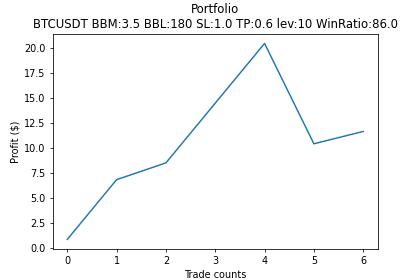 Portfolio
BTCUSDT BBM:3.5 BBL:180 SL:1.0 TP:0.6 lev:10 WinRatio:86.0
20.0
17.5
15.0
12.5
10.0
7.5
5.0
2.5
0.0
Profit ($)
0 1 2 3 4 5 6
Trade counts